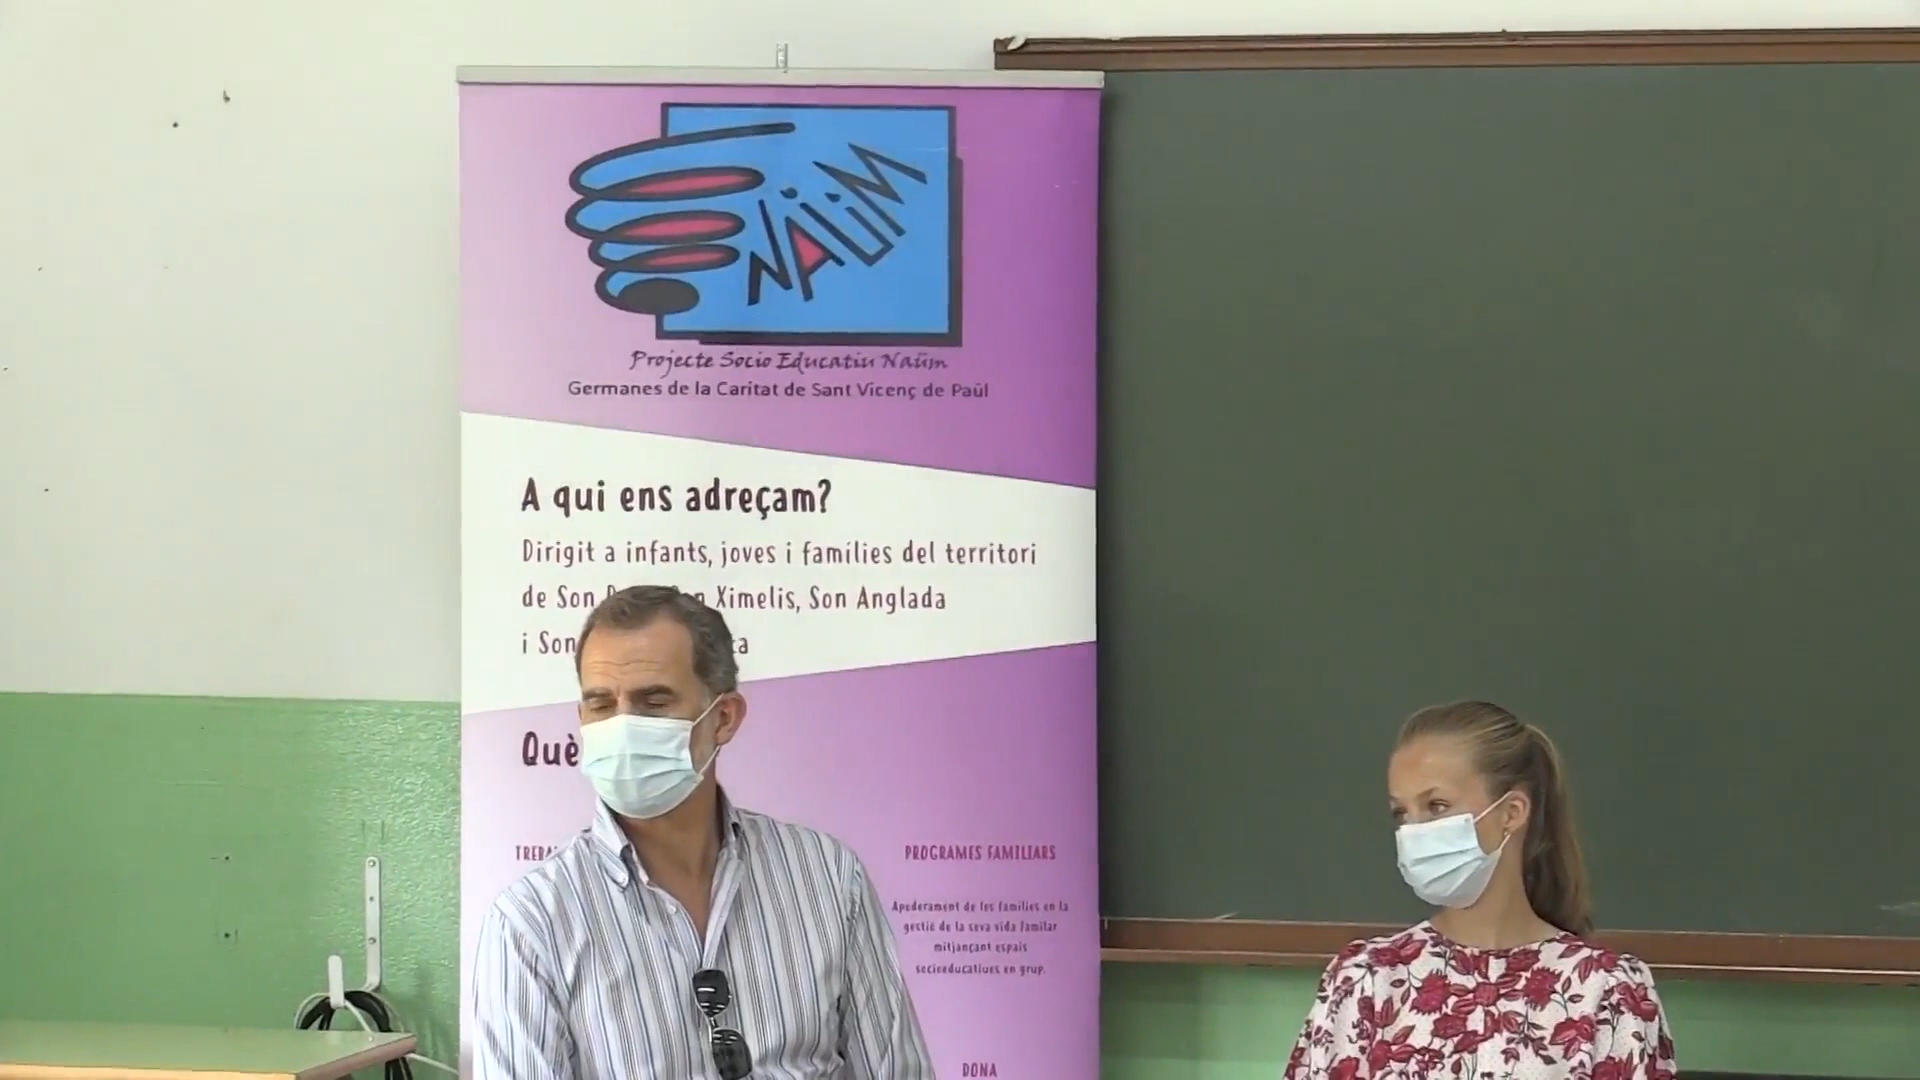 NAÜM
Projecte Socio Educatiu Naüm
Germanes de la Caritat de Sant Vicenç de Paül
A qui ens adreçam?
Dirigit a infants, joves i famílies del territori
de Son Ximelis, Son Anglada
i Son
Què
PROGRAMES FAMILIARS
Apoderament de les famílies en la
gestió de la seva vida familar
mitjançant espais
socioeducatius en grup.
DONA